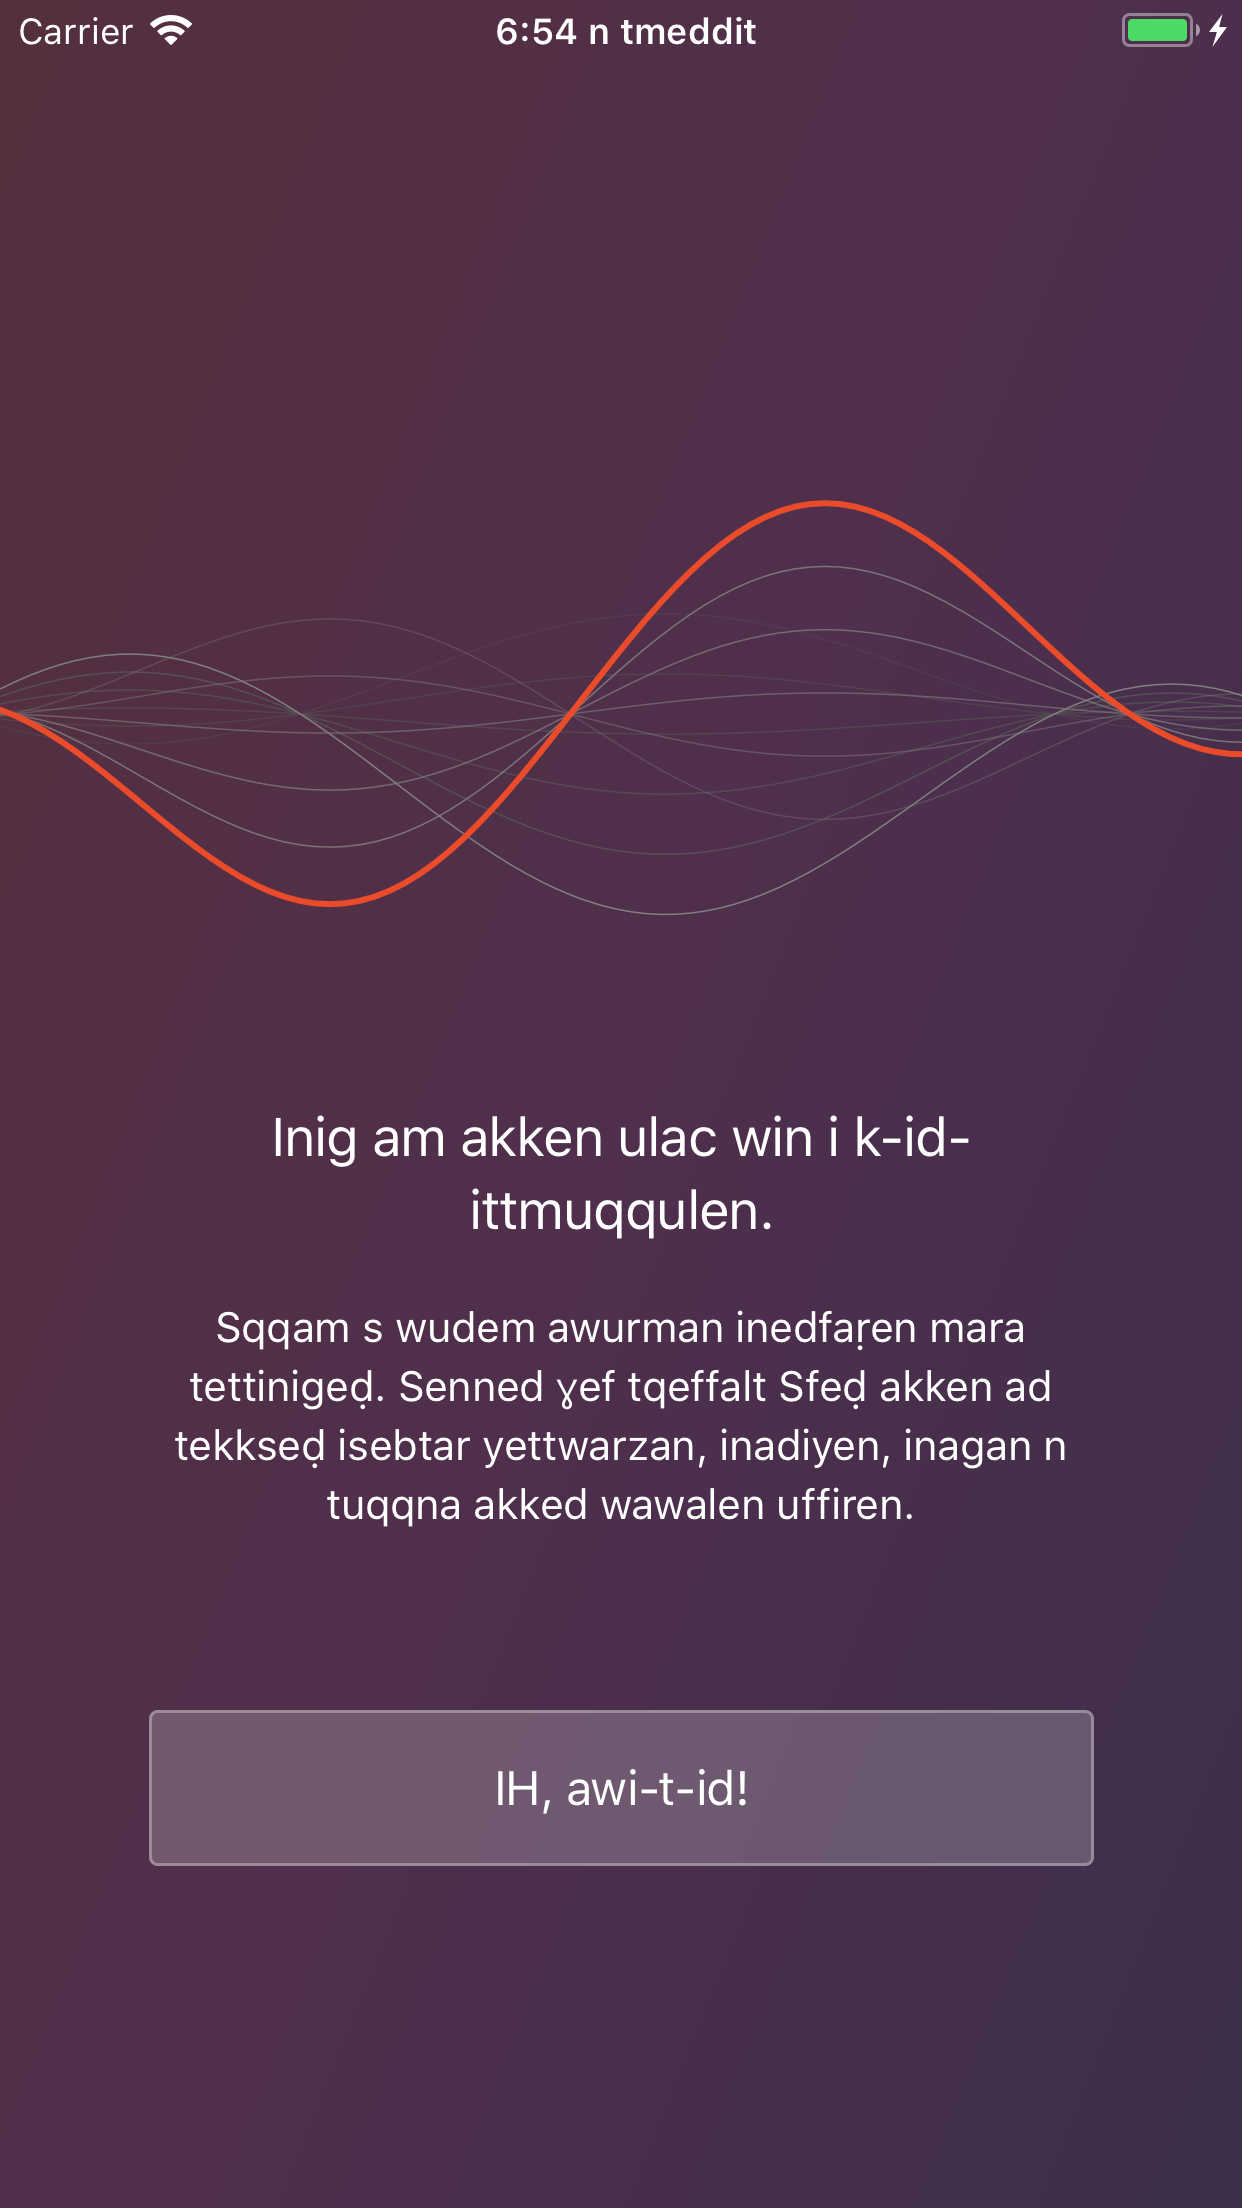 Carrier
6:54 n tmeddit
Inig am akken ulac win i k-id-
ittmuqqulen.
Sqqam s wudem awurman inedfaṛen mara
tettinigeḍ. Senned ɣef tqeffalt Sfeḍ akken ad
tekkseḍ isebtar yettwarzan, inadiyen, inagan n
tuqqna akked wawalen uffiren.
IH, awi-t-id!